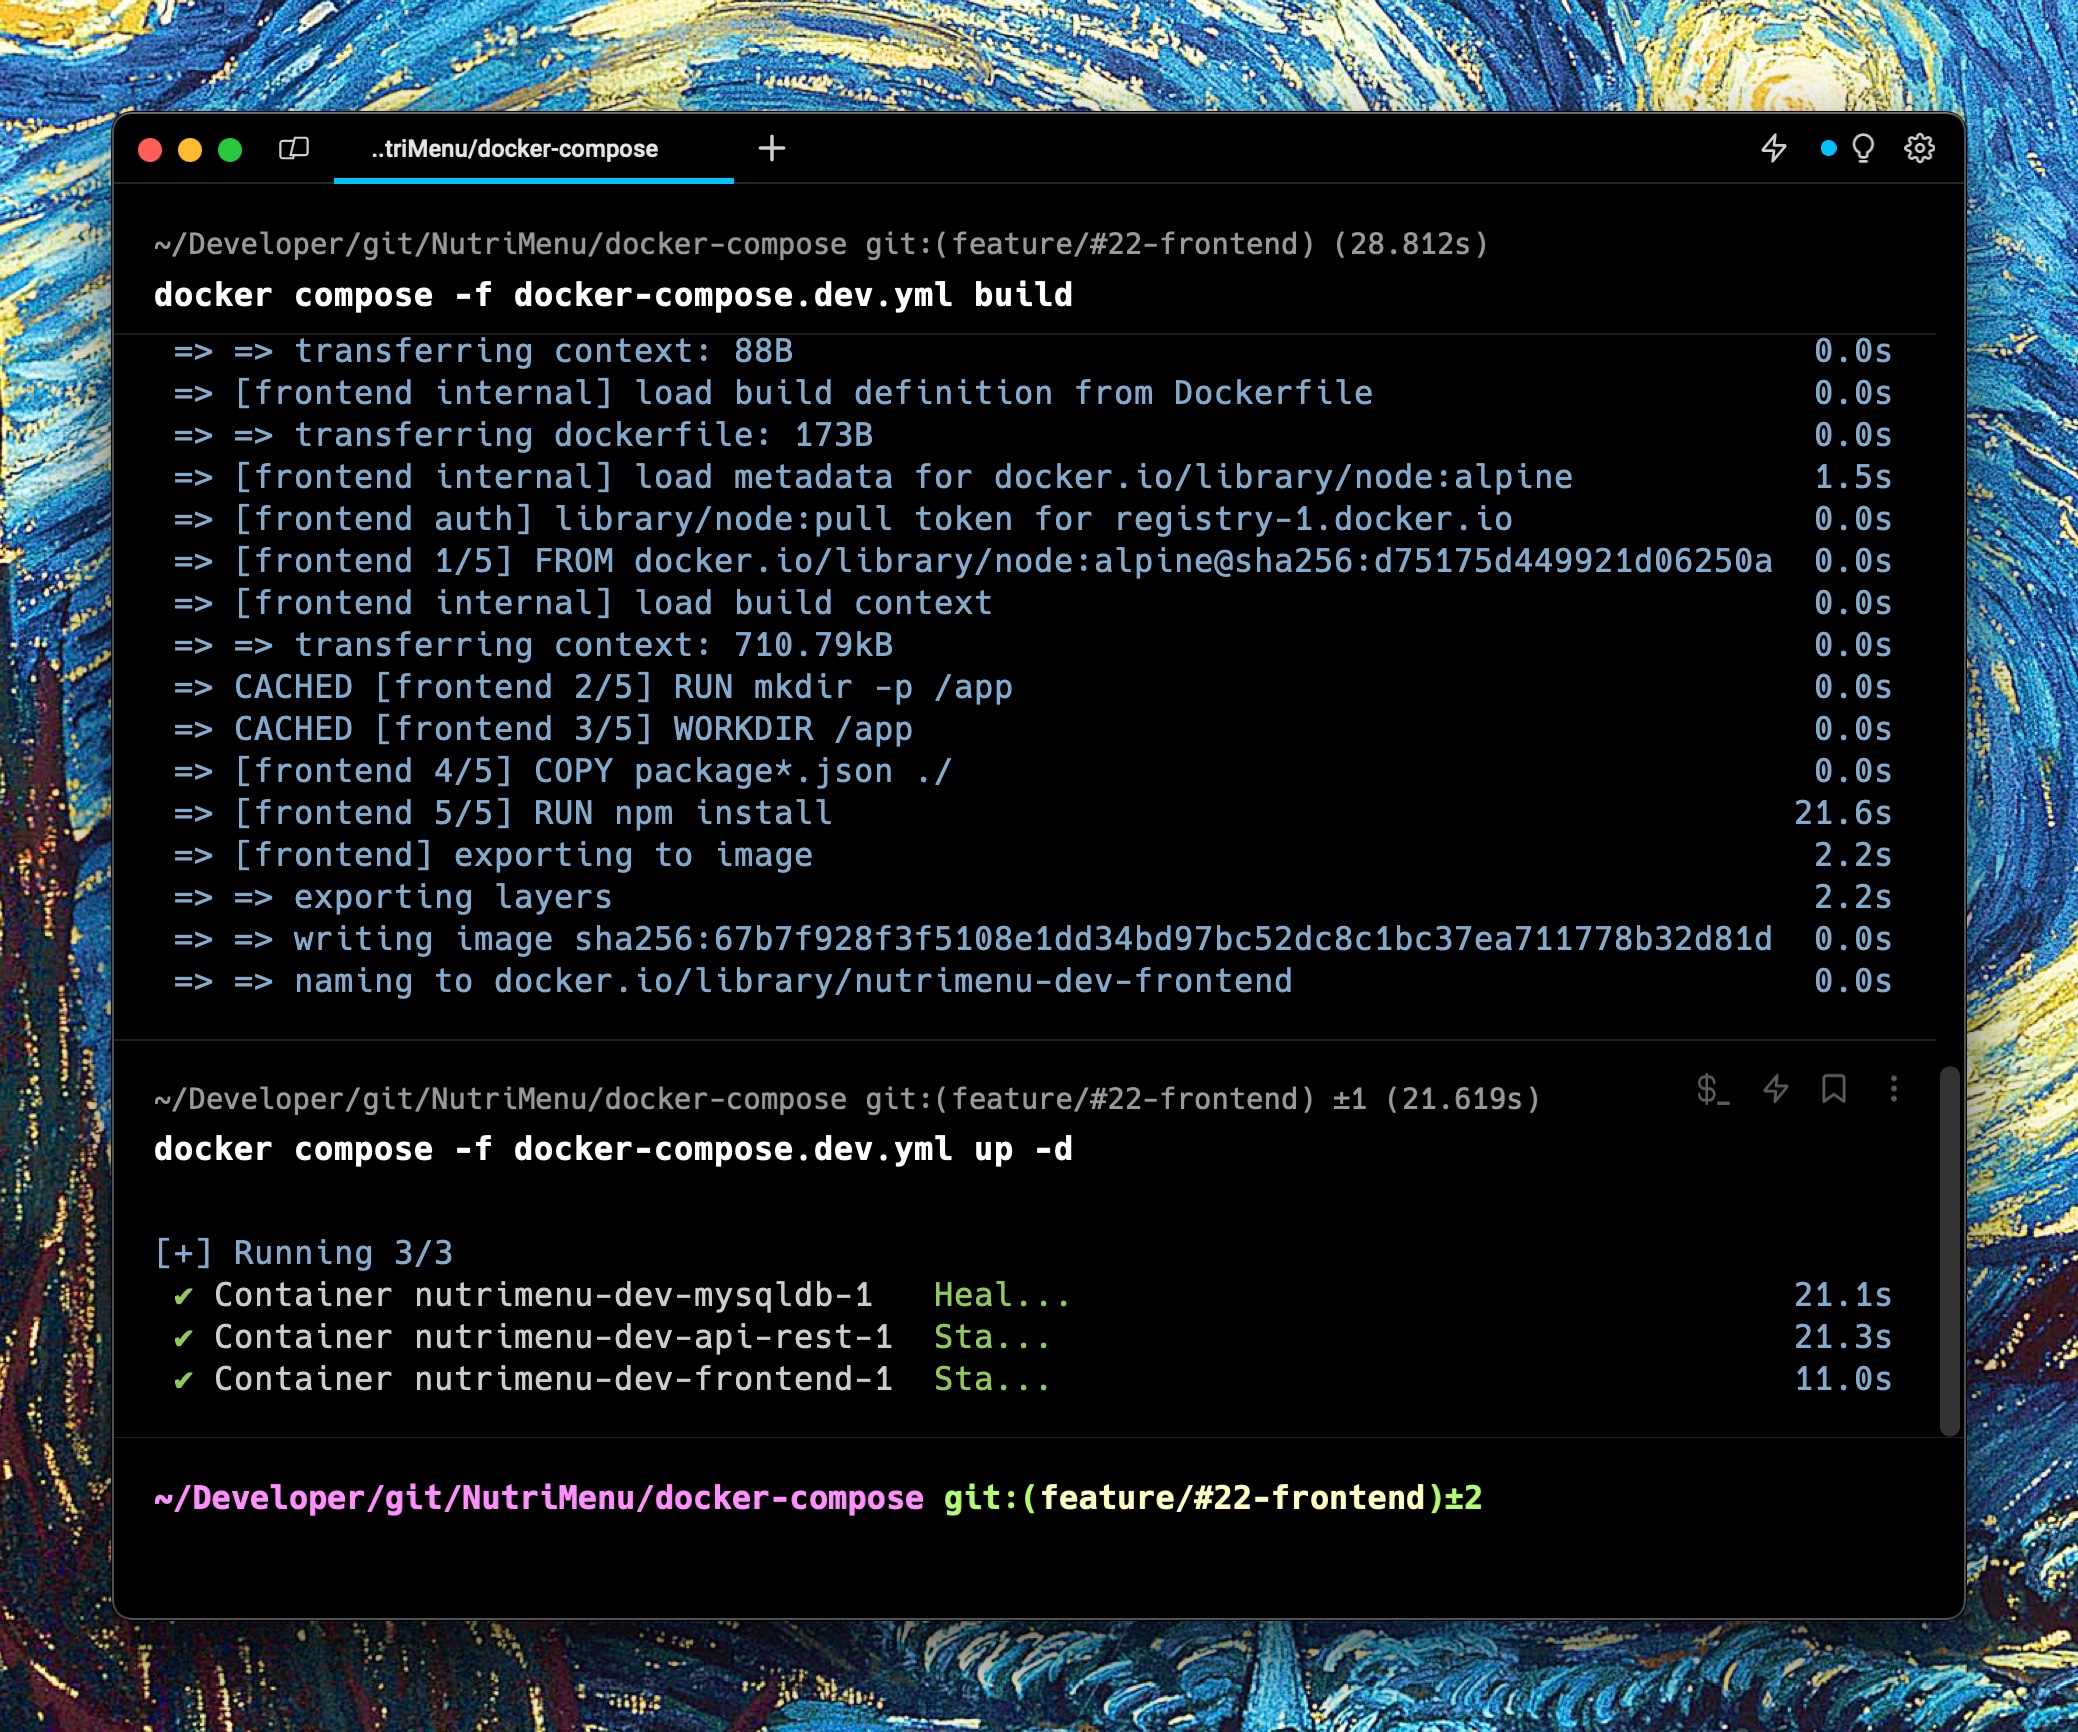 ..triMenu/docker-compose
~/Developer/git/NutriMenu/docker-compose git:(feature/#22-frontend) (28.812s)
docker compose -f docker-compose.dev.yml build
=> => transferring context: 88B 0.0s
=> [frontend internal] load build definition from Dockerfile 0.0s
=> => transferring dockerfile: 173B 0.0s
=> [frontend internal] load metadata for docker.io/library/node:alpine 1.5s
=> [frontend auth] library/node:pull token for registry-1.docker.io 0.0s
=> [frontend 1/5] FROM docker.io/library/node:alpine@sha256:d75175d449921d06250a 0.0s
=> [frontend internal] load build context 0.0s
=> => transferring context: 710.79kB 0.0s
=> CACHED [frontend 2/5] RUN mkdir -p /app 0.0s
=> CACHED [frontend 3/5] WORKDIR /app 0.0s
=> [frontend 4/5] COPY package*.json ./ 0.0s
=> [frontend 5/5] RUN npm install 21.6s
=> [frontend] exporting to image 2.2s
=> => exporting layers 2.2s
=> => writing image sha256:67b7f928f3f5108e1dd34bd97bc52dc8c1bc37ea711778b32d81d 0.0s
=> => naming to docker.io/library/nutrimenu-dev-frontend 0.0s
~/Developer/git/NutriMenu/docker-compose git:(feature/#22-frontend) ±1 (21.619s)
docker compose -f docker-compose.dev.yml up -d
[+] Running 3/3
✔ Container nutrimenu-dev-mysqldb-1 Heal... 21.1s
✔ Container nutrimenu-dev-api-rest-1 Sta... 21.3s
✔ Container nutrimenu-dev-frontend-1 Sta... 11.0s
~/Developer/git/NutriMenu/docker-compose git:(feature/#22-frontend)±2